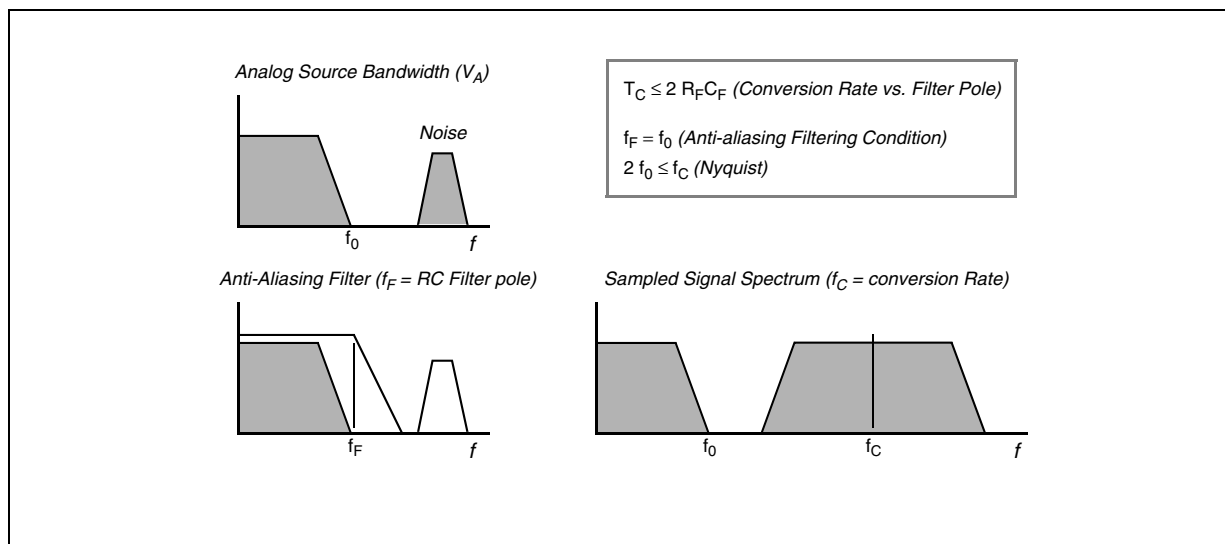 Analog Source Bandwidth (V_A)
Noise
f_0
f
T_C ≤ 2 R_FC_F (Conversion Rate vs. Filter Pole)
f_F = f_0 (Anti-aliasing Filtering Condition)
2 f_0 ≤ f_C (Nyquist)
Anti-Aliasing Filter (f_F = RC Filter pole)
f_F
f
Sampled Signal Spectrum (f_C = conversion Rate)
f_0
f_C
f